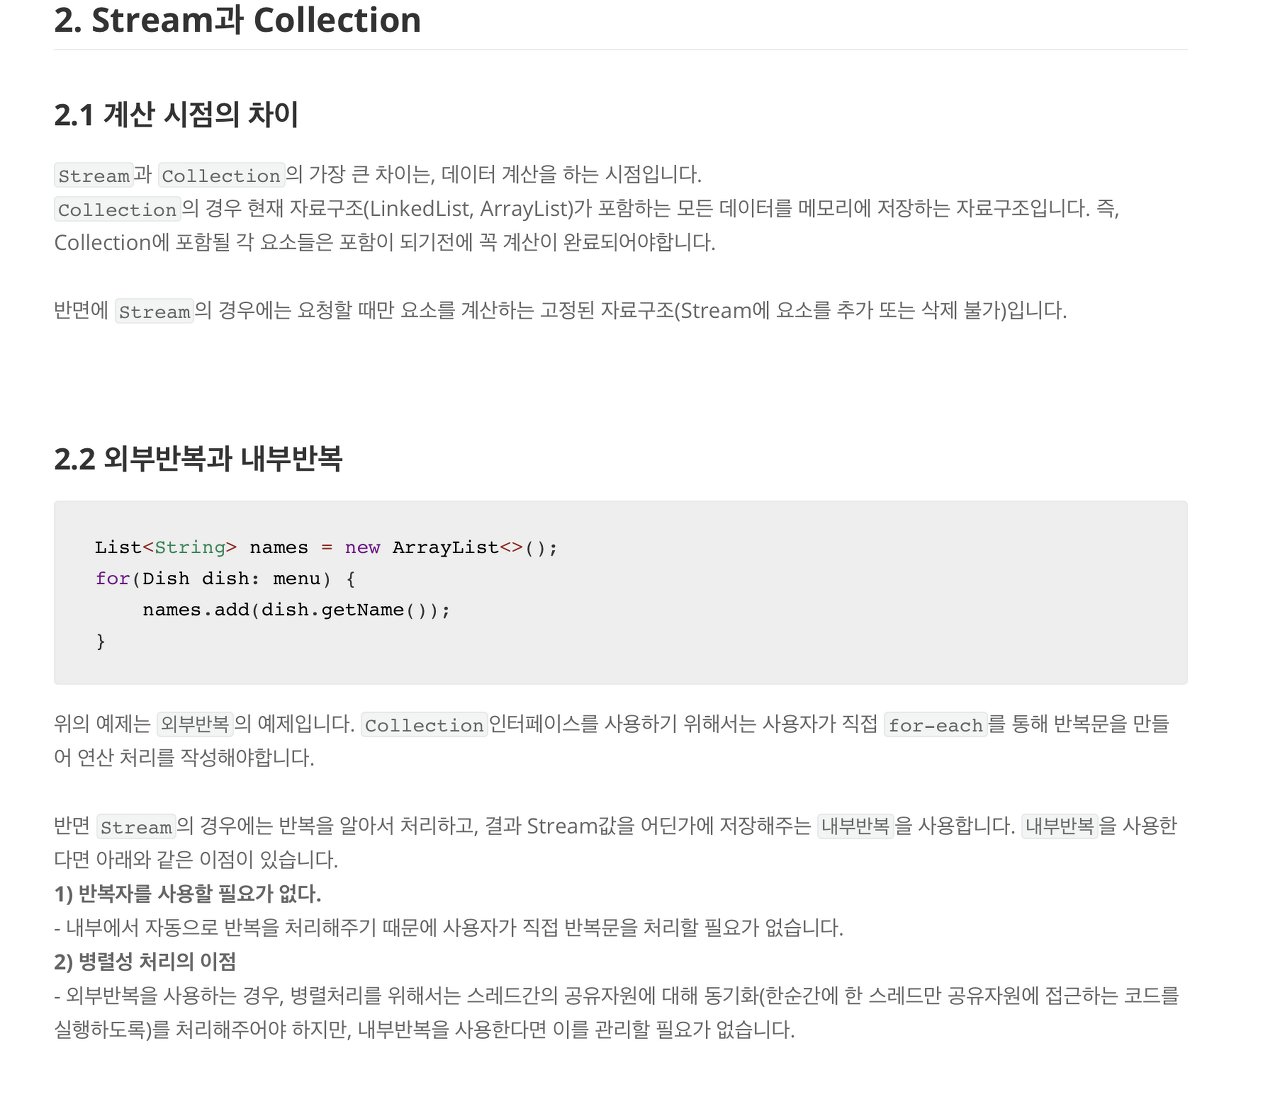 2. Stream과 Collection
2.1 계산 시점의 차이
Stream과 Collection의 가장 큰 차이는, 데이터 계산을 하는 시점입니다.
Collection의 경우 현재 자료구조(LinkedList, ArrayList)가 포함하는 모든 데이터를 메모리에 저장하는 자료구조입니다. 즉,
Collection에 포함될 각 요소들은 포함이 되기전에 꼭 계산이 완료되어야합니다.
반면에 Stream의 경우에는 요청할 때만 요소를 계산하는 고정된 자료구조(Stream에 요소를 추가 또는 삭제 불가)입니다.
2.2 외부반복과 내부반복
List<String> names = new ArrayList<>();
for(Dish dish: menu) {
    names.add(dish.getName());
}
위의 예제는 외부반복의 예제입니다. Collection인터페이스를 사용하기 위해서는 사용자가 직접 for-each를 통해 반복문을 만들
어 연산 처리를 작성해야합니다.
반면 Stream의 경우에는 반복을 알아서 처리하고, 결과 Stream값을 어딘가에 저장해주는 내부반복을 사용합니다. 내부반복을 사용한
다면 아래와 같은 이점이 있습니다.
1) 반복자를 사용할 필요가 없다.
- 내부에서 자동으로 반복을 처리해주기 때문에 사용자가 직접 반복문을 처리할 필요가 없습니다.
2) 병렬성 처리의 이점
- 외부반복을 사용하는 경우, 병렬처리를 위해서는 스레드간의 공유자원에 대해 동기화(한순간에 한 스레드만 공유자원에 접근하는 코드를
실행하도록)를 처리해주어야 하지만, 내부반복을 사용한다면 이를 관리할 필요가 없습니다.